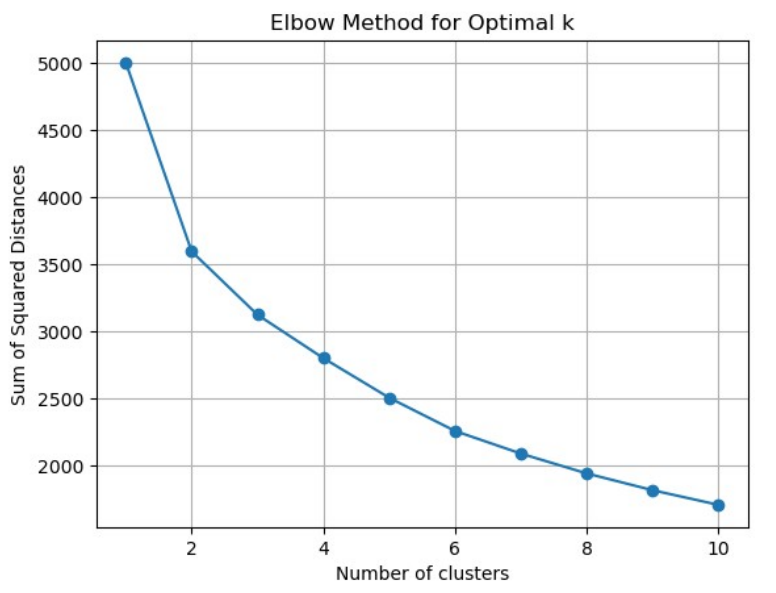 Elbow Method for Optimal k
5000
4500
4000
3500
3000
2500
2000
Sum of Squared Distances
2 4 6 8 10
Number of clusters